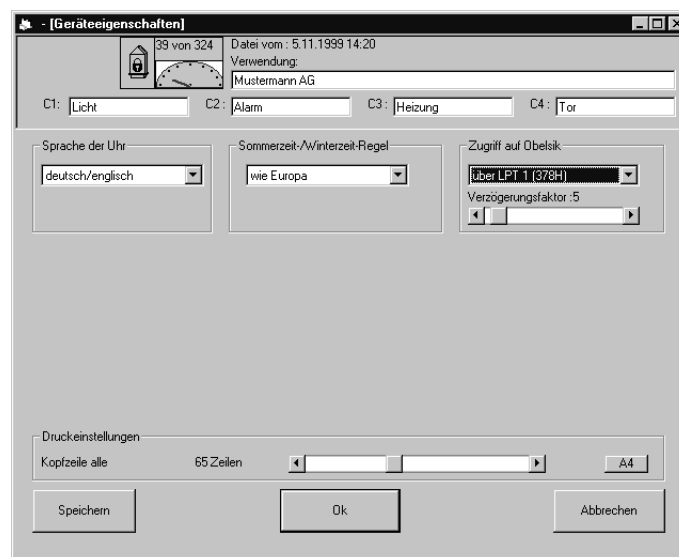 - [Geräteeigenschaften]
39 von 324
Datei vom : 5.11.1999 14:20
Verwendung:
Mustermann AG
C1: Licht C2: Alarm C3: Heizung C4: Tor
Sprache der Uhr
deutsch/englisch
Sommerzeit-/Winterzeit-Regel
wie Europa
Zugriff auf Obelsik
über LPT 1 (378H)
Verzögerungsfaktor :5
Druckeinstellungen
Kopfzeile alle 65 Zeilen A4
Speichern Ok Abbrechen